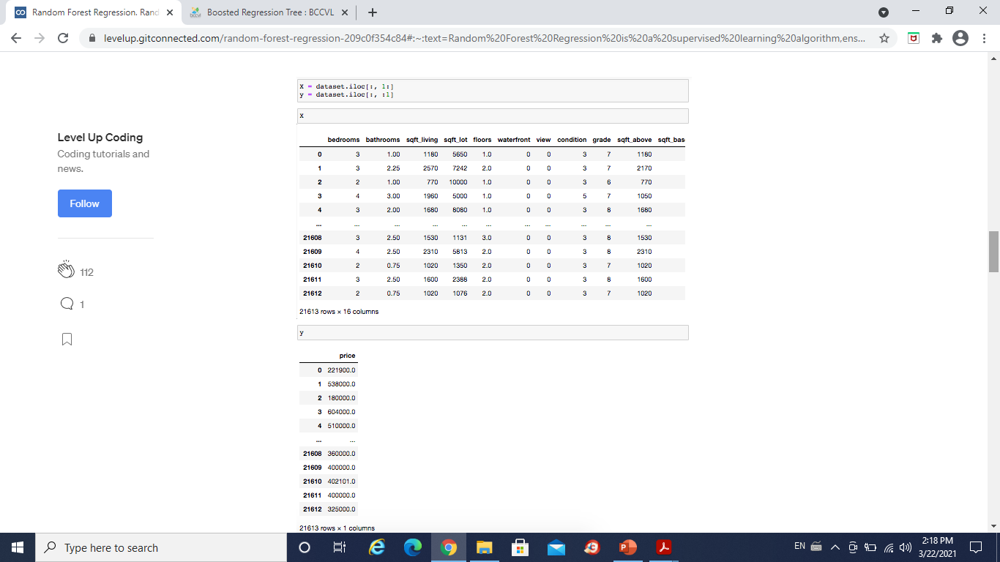 Random Forest Regression. Rand
Boosted Regression Tree : BCCVL
levelup.gitconnected.com/random-forest-regression-209c0f354c84#:~:text=Random%20Forest%20Regression%20is%20a%20supervised%20learning%20algorithm,ens...
X = dataset.iloc[:, 1:]
y = dataset.iloc[:, :1]
X
Level Up Coding
Coding tutorials and
news.
Follow
112
1
bedrooms bathrooms sqft_living sqft_lot floors waterfront view condition grade sqft_above sqft_bas
0 3 1.00 1180 5650 1.0 0 0 3 7 1180
1 3 2.25 2570 7242 2.0 0 0 3 7 2170
2 2 1.00 770 10000 1.0 0 0 3 6 770
3 4 3.00 1960 5000 1.0 0 0 5 7 1050
4 3 2.00 1680 8080 1.0 0 0 3 8 1680
... ... ... ... ... ... ... ... ... ... ...
21608 3 2.50 1530 1131 3.0 0 0 3 8 1530
21609 4 2.50 2310 5813 2.0 0 0 3 8 2310
21610 2 0.75 1020 1350 2.0 0 0 3 7 1020
21611 3 2.50 1600 2388 2.0 0 0 3 8 1600
21612 2 0.75 1020 1076 2.0 0 0 3 7 1020
21613 rows × 16 columns
y
price
0 221900.0
1 538000.0
2 180000.0
3 604000.0
4 510000.0
... ...
21608 360000.0
21609 400000.0
21610 402101.0
21611 400000.0
21612 325000.0
21613 rows × 1 columns
Type here to search
EN
2:18 PM
3/22/2021